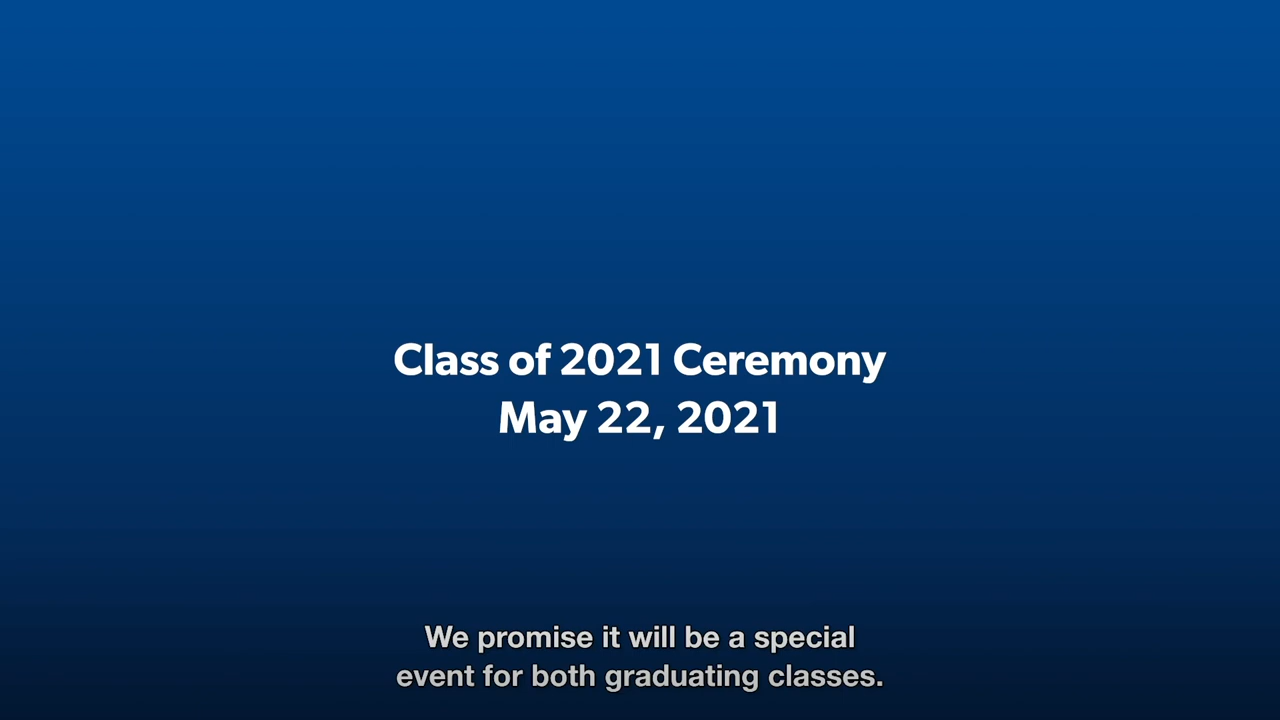 Class of 2021 Ceremony
May 22, 2021
We promise it will be a special
event for both graduating classes.